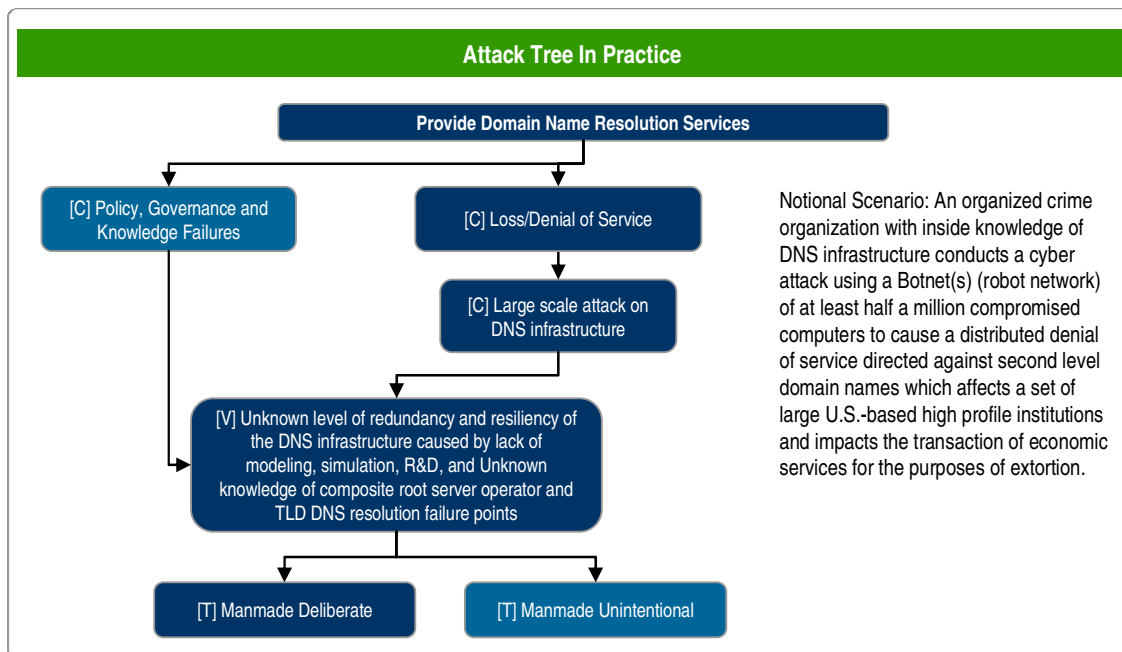 Attack Tree In Practice
Provide Domain Name Resolution Services
[C] Policy, Governance and
Knowledge Failures
[C] Loss/Denial of Service
[C] Large scale attack on
DNS infrastructure
[V] Unknown level of redundancy and resiliency of
the DNS infrastructure caused by lack of
modeling, simulation, R&D, and Unknown
knowledge of composite root server operator and
TLD DNS resolution failure points
[T] Manmade Deliberate
[T] Manmade Unintentional
Notional Scenario: An organized crime
organization with inside knowledge of
DNS infrastructure conducts a cyber
attack using a Botnet(s) (robot network)
of at least half a million compromised
computers to cause a distributed denial
of service directed against second level
domain names which affects a set of
large U.S.-based high profile institutions
and impacts the transaction of economic
services for the purposes of extortion.